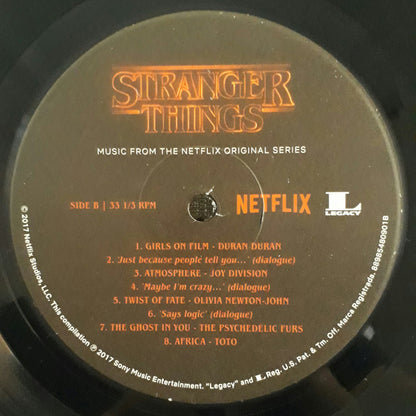 STRANGER
THINGS
MUSIC FROM THE NETFLIX ORIGINAL SERIES
SIDE B | 33 1/3 RPM
NETFLIX
L
LEGACY
1. GIRLS ON FILM - DURAN DURAN
2. 'Just because people tell you…' (dialogue)
3. ATMOSPHERE - JOY DIVISION
4. 'Maybe I'm crazy…' (dialogue)
5. TWIST OF FATE - OLIVIA NEWTON-JOHN
6. 'Says logic' (dialogue)
7. THE GHOST IN YOU - THE PSYCHEDELIC FURS
8. AFRICA - TOTO
© 2017 Netflix Studios, LLC. This compilation ℗ 2017 Sony Music Entertainment. "Legacy" and L Reg. U.S. Pat. & Tm. Off. Marca Registrada. 88985480901B